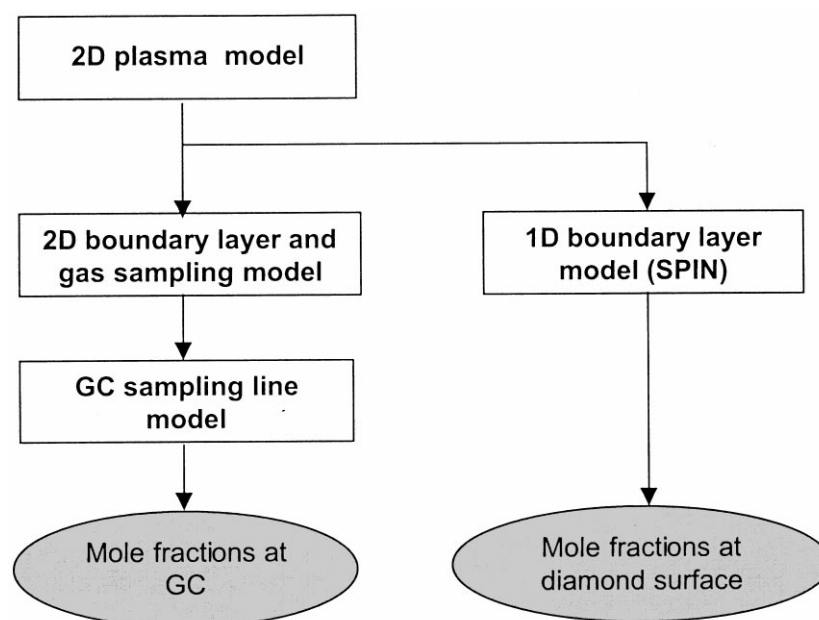 2D plasma model
2D boundary layer and
gas sampling model
1D boundary layer
model (SPIN)
GC sampling line
model
Mole fractions at
GC
Mole fractions at
diamond surface